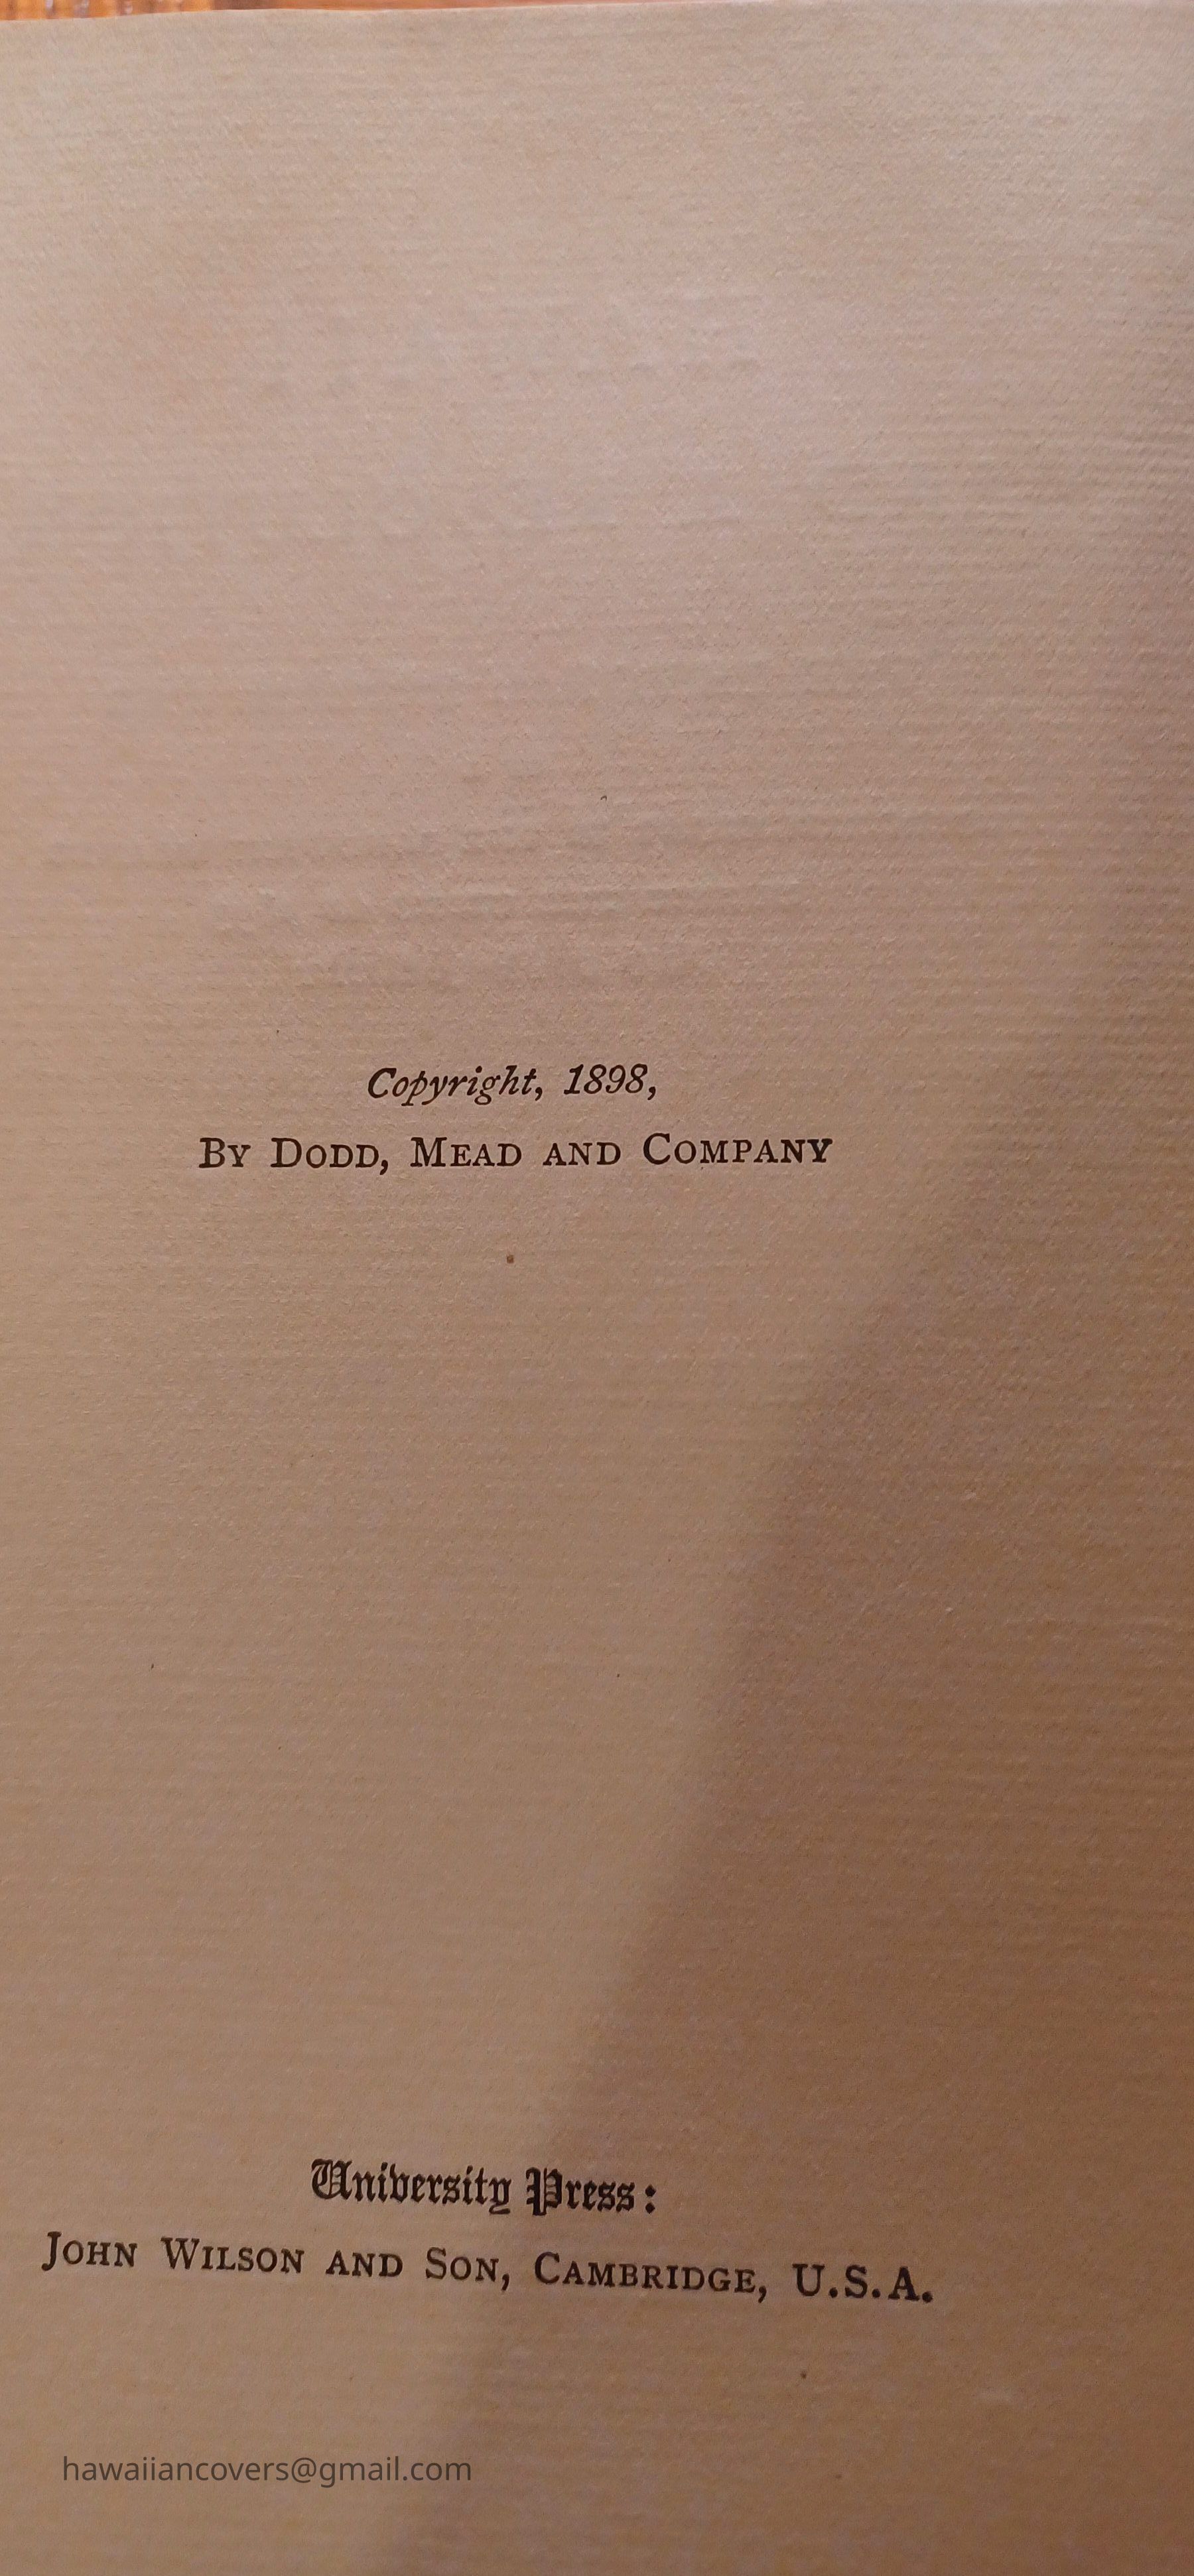 Copyright, 1898,
By Dodd, Mead and Company
University Press:
John Wilson and Son, Cambridge, U.S.A.
hawaiiancovers@gmail.com